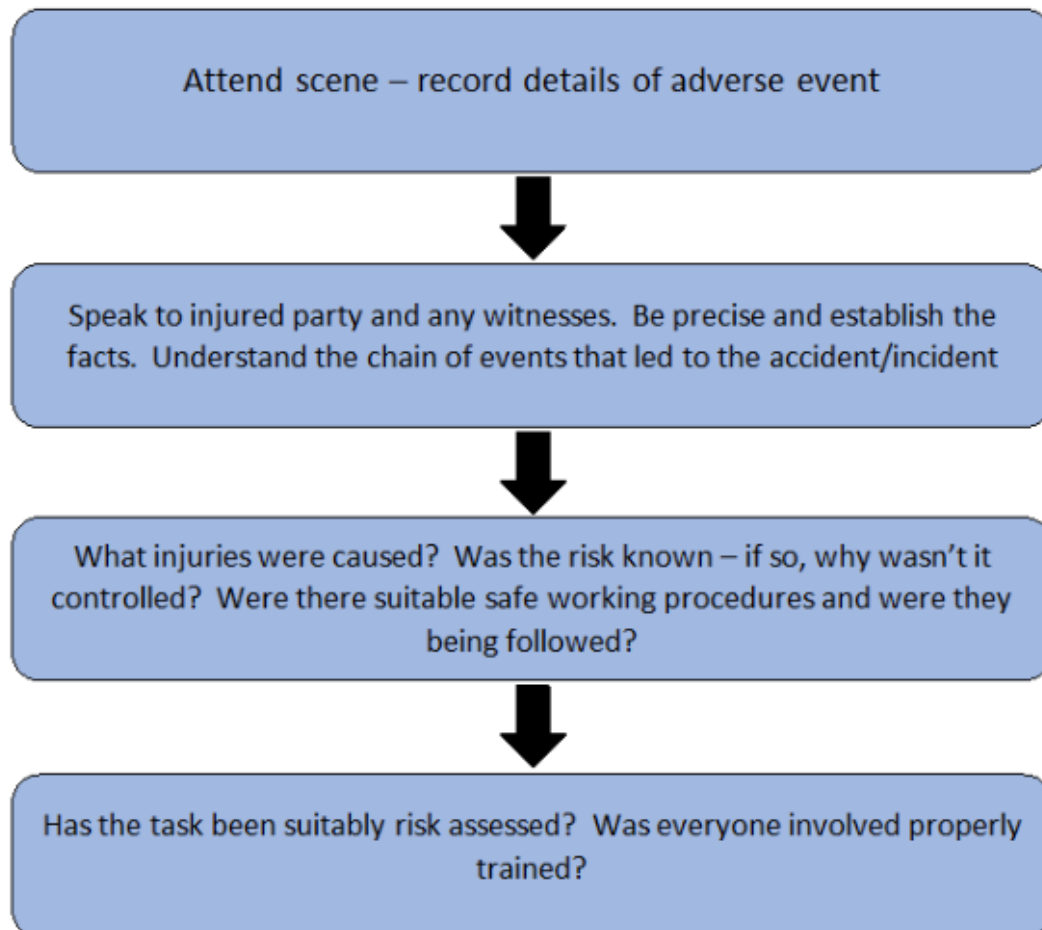 Attend scene – record details of adverse event
Speak to injured party and any witnesses.  Be precise and establish the
facts.  Understand the chain of events that led to the accident/incident
What injuries were caused?  Was the risk known – if so, why wasn’t it
controlled?  Were there suitable safe working procedures and were they
being followed?
Has the task been suitably risk assessed?  Was everyone involved properly
trained?